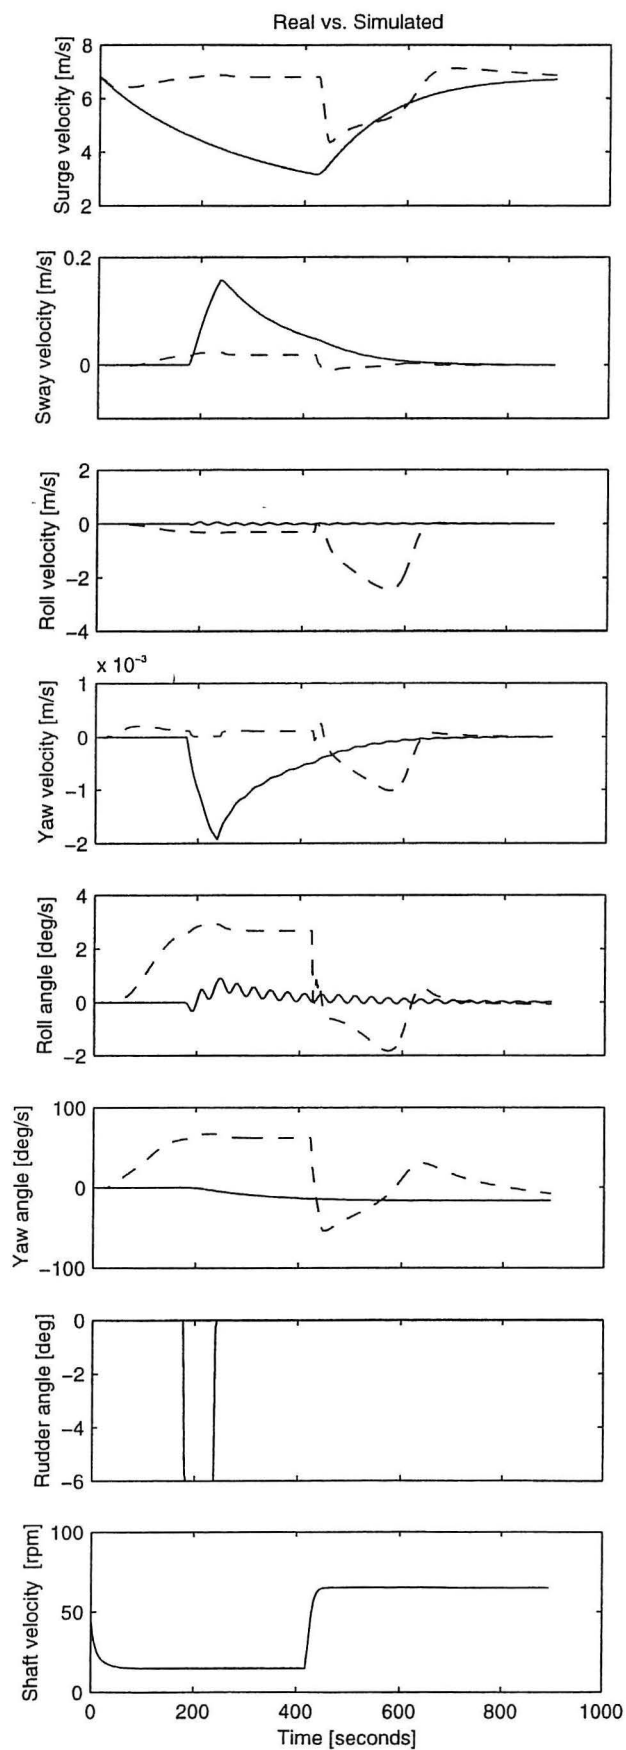 Real vs. Simulated
8
6
4
2
Surge velocity [m/s]
0.2
0
Sway velocity [m/s]
2
0
−2
−4
Roll velocity [m/s]
x 10⁻³
1
0
−1
−2
Yaw velocity [m/s]
4
2
0
−2
Roll angle [deg/s]
100
0
−100
Yaw angle [deg/s]
0
−2
−4
−6
Rudder angle [deg]
100
50
0
Shaft velocity [rpm]
0 200 400 600 800 1000
Time [seconds]